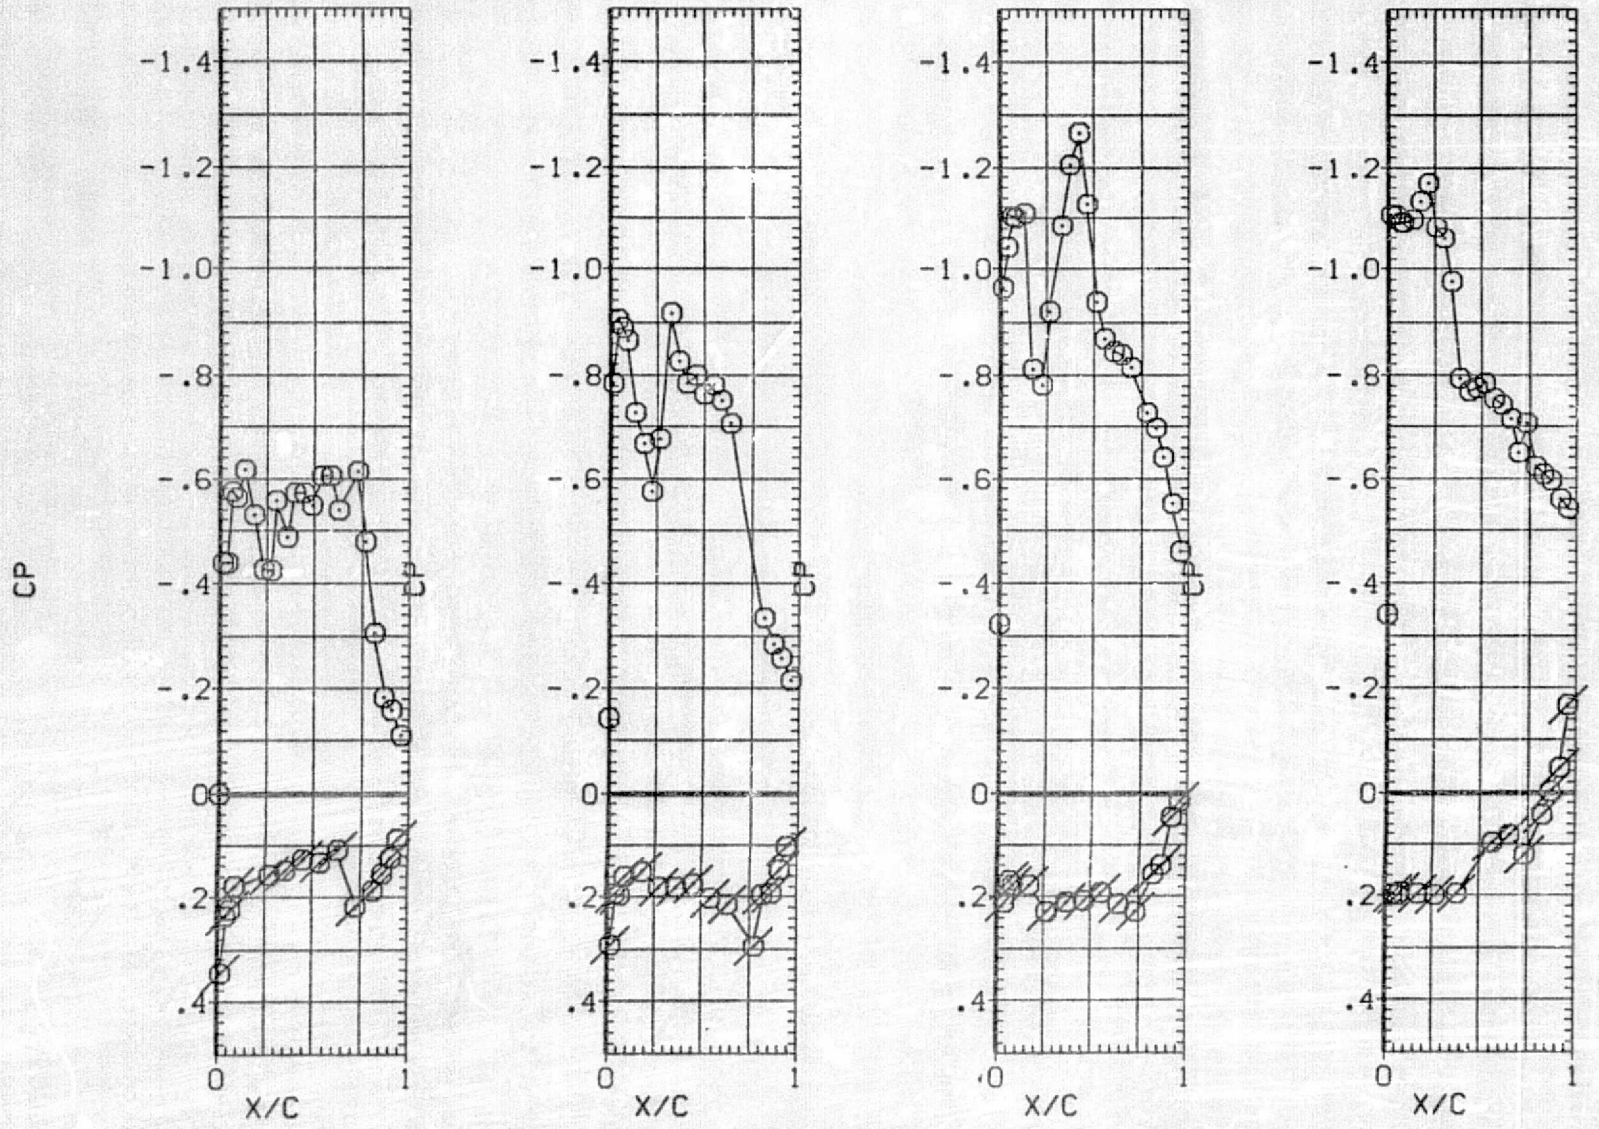 -1.4 -1.4 -1.4 -1.4
-1.2 -1.2 -1.2 -1.2
-1.0 -1.0 -1.0 -1.0
-.8 -.8 -.8 -.8
-.6 -.6 -.6 -.6
CP -.4 CP -.4 CP -.4 CP -.4
-.2 -.2 -.2 -.2
0 0 0 0
.2 .2 .2 .2
.4 .4 .4 .4
0 1 0 1 0 1 0 1
X/C X/C X/C X/C